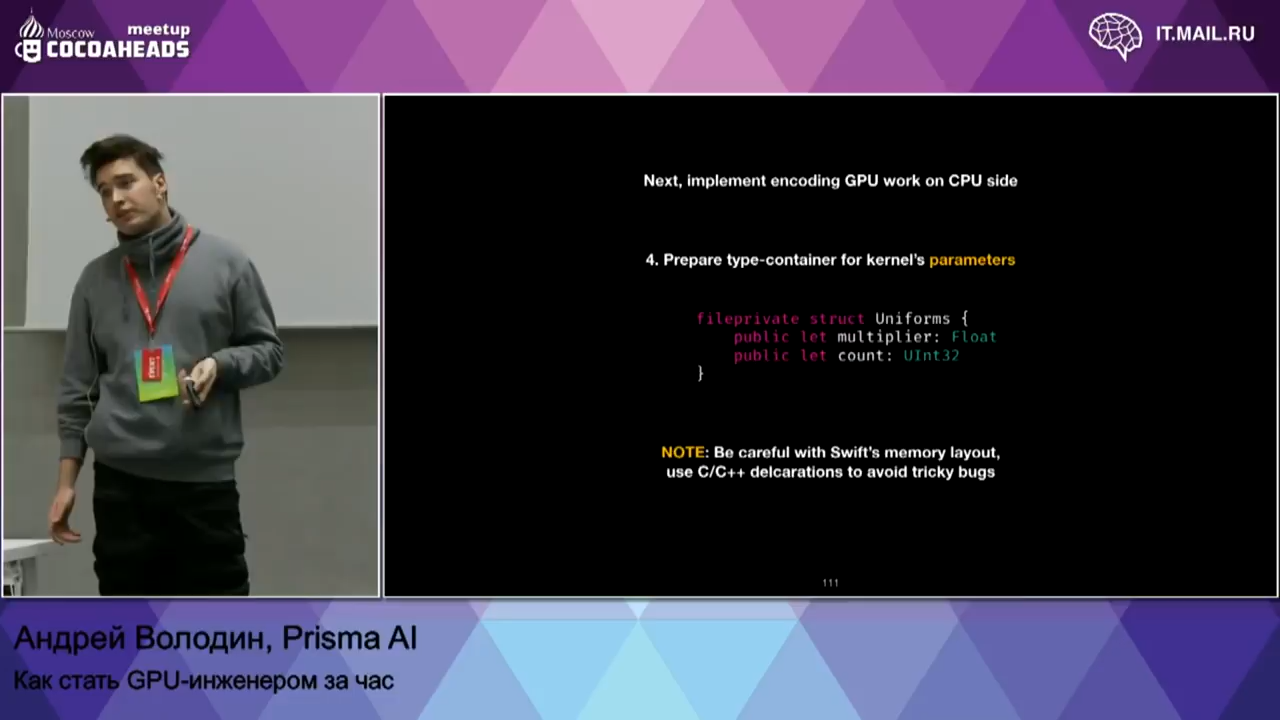 Moscow
meetup
COCOAHEADS
IT.MAIL.RU
Next, implement encoding GPU work on CPU side
4. Prepare type-container for kernel's parameters
fileprivate struct Uniforms {
public let multiplier: Float
public let count: UInt32
}
NOTE: Be careful with Swift's memory layout,
use C/C++ delcarations to avoid tricky bugs
111
Андрей Володин, Prisma AI
Как стать GPU-инженером за час